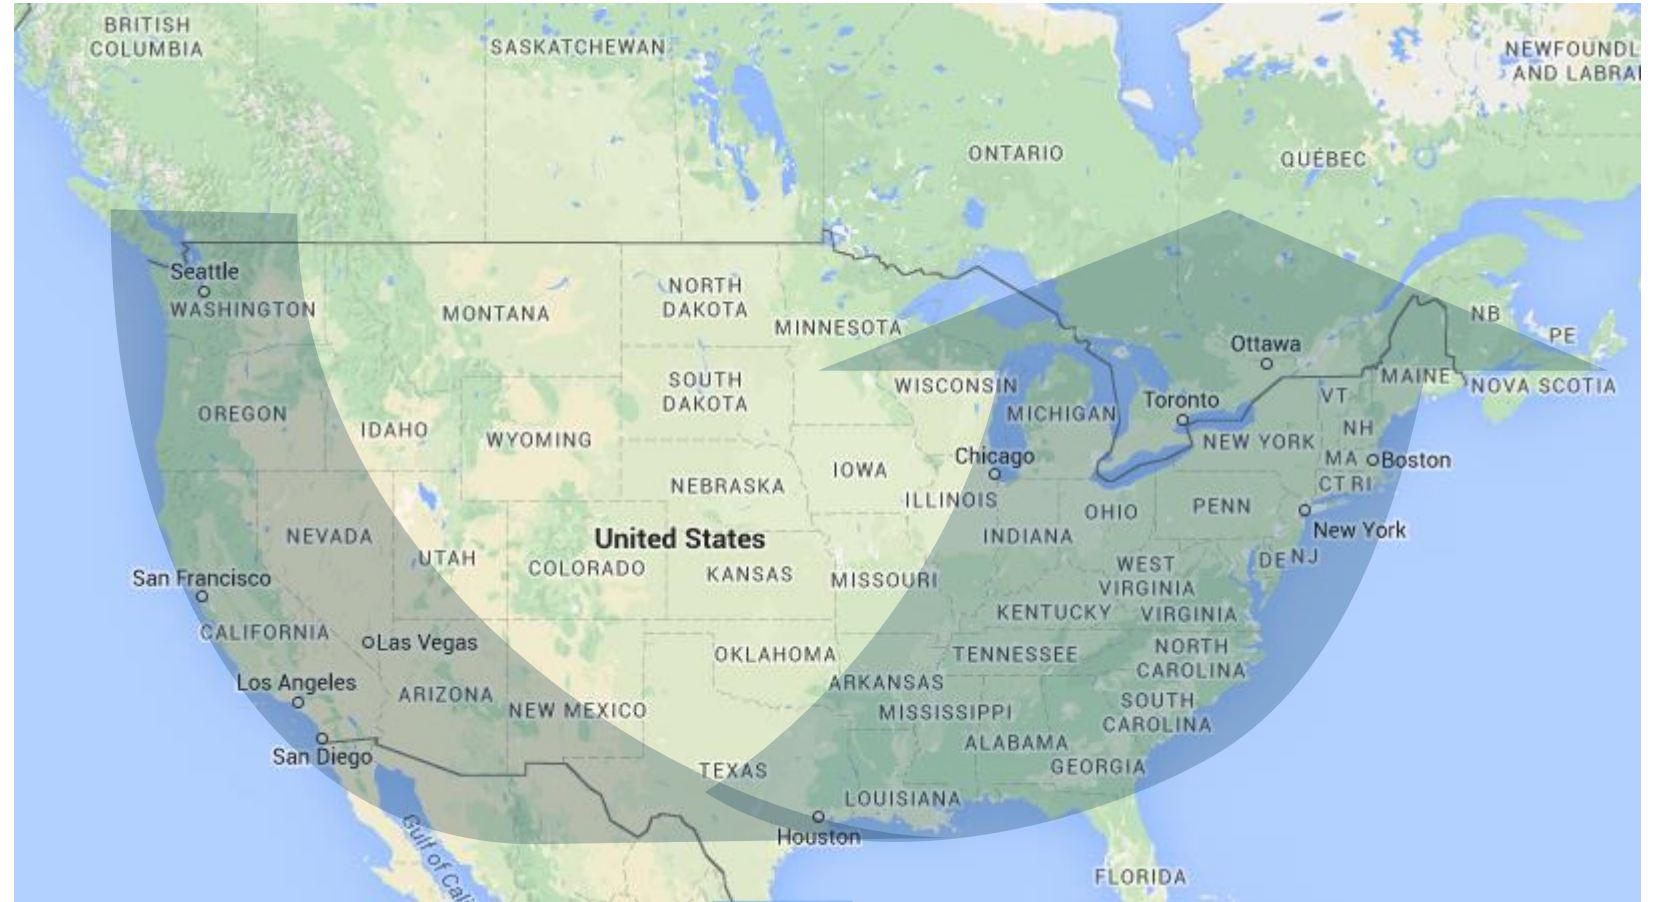 BRITISH
COLUMBIA
SASKATCHEWAN
NEWFOUNDL
AND LABRA
ONTARIO
QUÉBEC
Seattle
WASHINGTON
MONTANA
NORTH
DAKOTA
MINNESOTA
NB
PE
Ottawa
OREGON
IDAHO
WYOMING
SOUTH
DAKOTA
WISCONSIN
MICHIGAN
Toronto
VT
MAINE
NOVA SCOTIA
NEW YORK
NH
MA
Boston
CT RI
IOWA
Chicago
NEBRASKA
ILLINOIS
OHIO
PENN
New York
NEVADA
United States
INDIANA
UTAH
COLORADO
KANSAS
MISSOURI
WEST
VIRGINIA
DE NJ
San Francisco
KENTUCKY
VIRGINIA
CALIFORNIA
Las Vegas
OKLAHOMA
TENNESSEE
NORTH
CAROLINA
Los Angeles
ARIZONA
NEW MEXICO
ARKANSAS
MISSISSIPPI
SOUTH
CAROLINA
San Diego
TEXAS
ALABAMA
GEORGIA
LOUISIANA
Houston
Gulf of Cali
FLORIDA